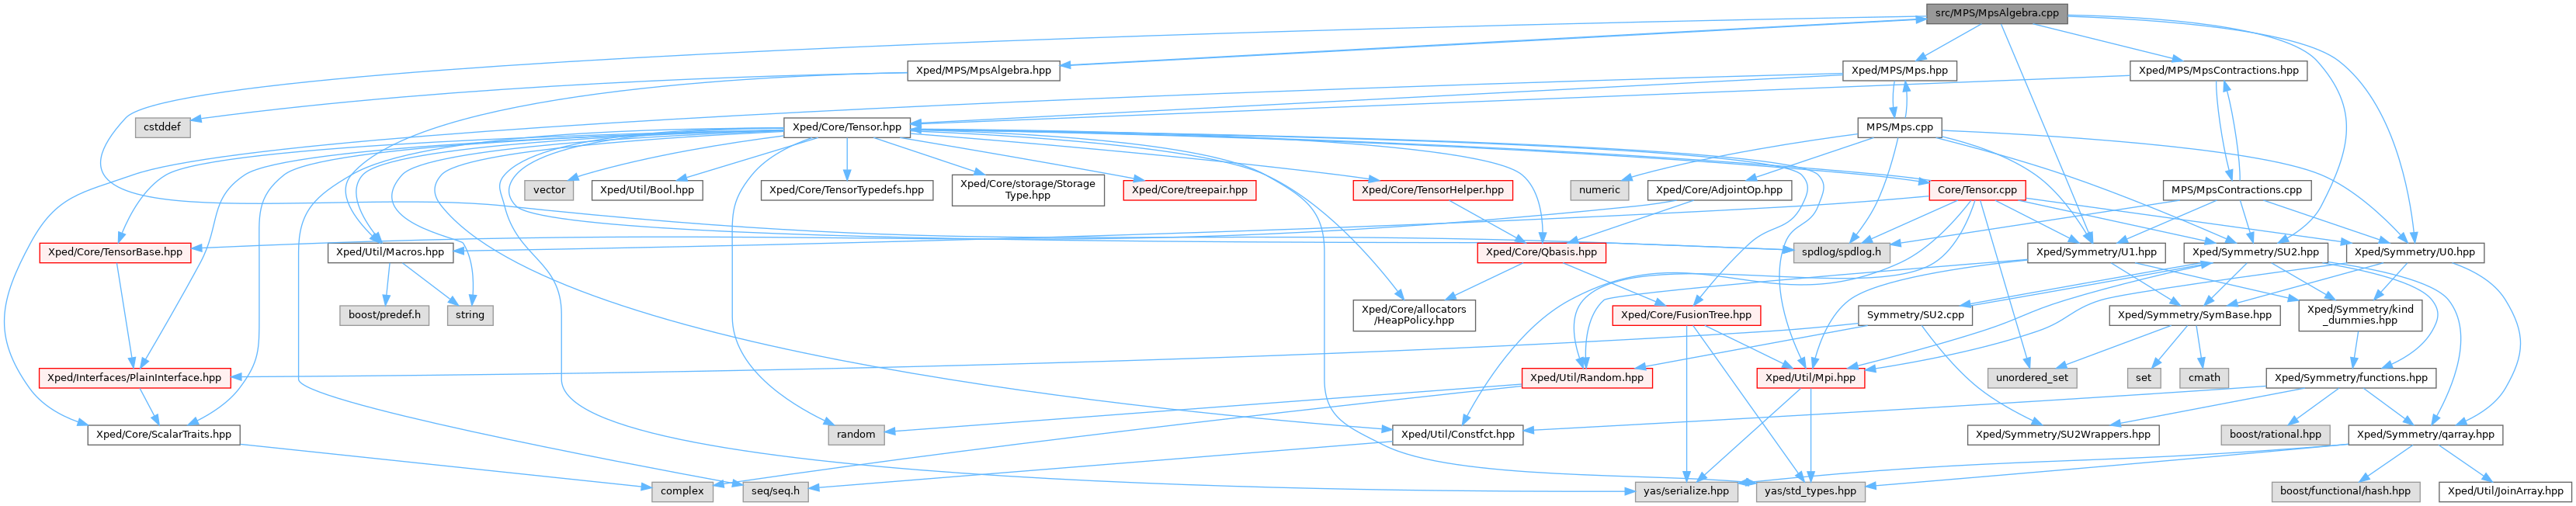 src/MPS/MpsAlgebra.cpp
Xped/MPS/MpsAlgebra.hpp
Xped/MPS/Mps.hpp
Xped/MPS/MpsContractions.hpp
cstddef
Xped/Core/Tensor.hpp
MPS/Mps.cpp
vector
Xped/Util/Bool.hpp
Xped/Core/TensorTypedefs.hpp
Xped/Core/storage/Storage
Type.hpp
Xped/Core/treepair.hpp
Xped/Core/TensorHelper.hpp
numeric
Xped/Core/AdjointOp.hpp
Core/Tensor.cpp
MPS/MpsContractions.cpp
Xped/Core/TensorBase.hpp
Xped/Util/Macros.hpp
Xped/Core/Qbasis.hpp
spdlog/spdlog.h
Xped/Symmetry/U1.hpp
Xped/Symmetry/SU2.hpp
Xped/Symmetry/U0.hpp
boost/predef.h
string
Xped/Core/allocators
/HeapPolicy.hpp
Xped/Core/FusionTree.hpp
Symmetry/SU2.cpp
Xped/Symmetry/SymBase.hpp
Xped/Symmetry/kind
_dummies.hpp
Xped/Interfaces/PlainInterface.hpp
Xped/Util/Random.hpp
Xped/Util/Mpi.hpp
unordered_set
set
cmath
Xped/Symmetry/functions.hpp
Xped/Core/ScalarTraits.hpp
random
Xped/Util/Constfct.hpp
Xped/Symmetry/SU2Wrappers.hpp
boost/rational.hpp
Xped/Symmetry/qarray.hpp
complex
seq/seq.h
yas/serialize.hpp
yas/std_types.hpp
boost/functional/hash.hpp
Xped/Util/JoinArray.hpp